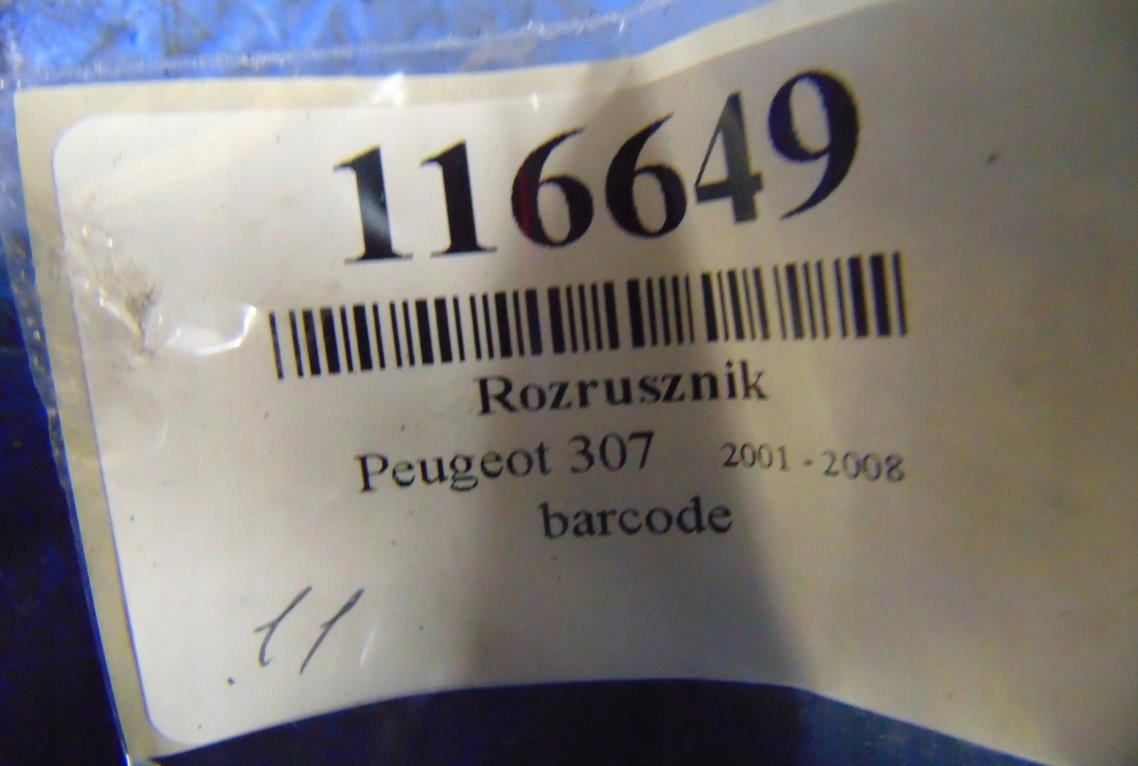 116649
Rozrusznik
Peugeot 307 2001 - 2008
barcode
11